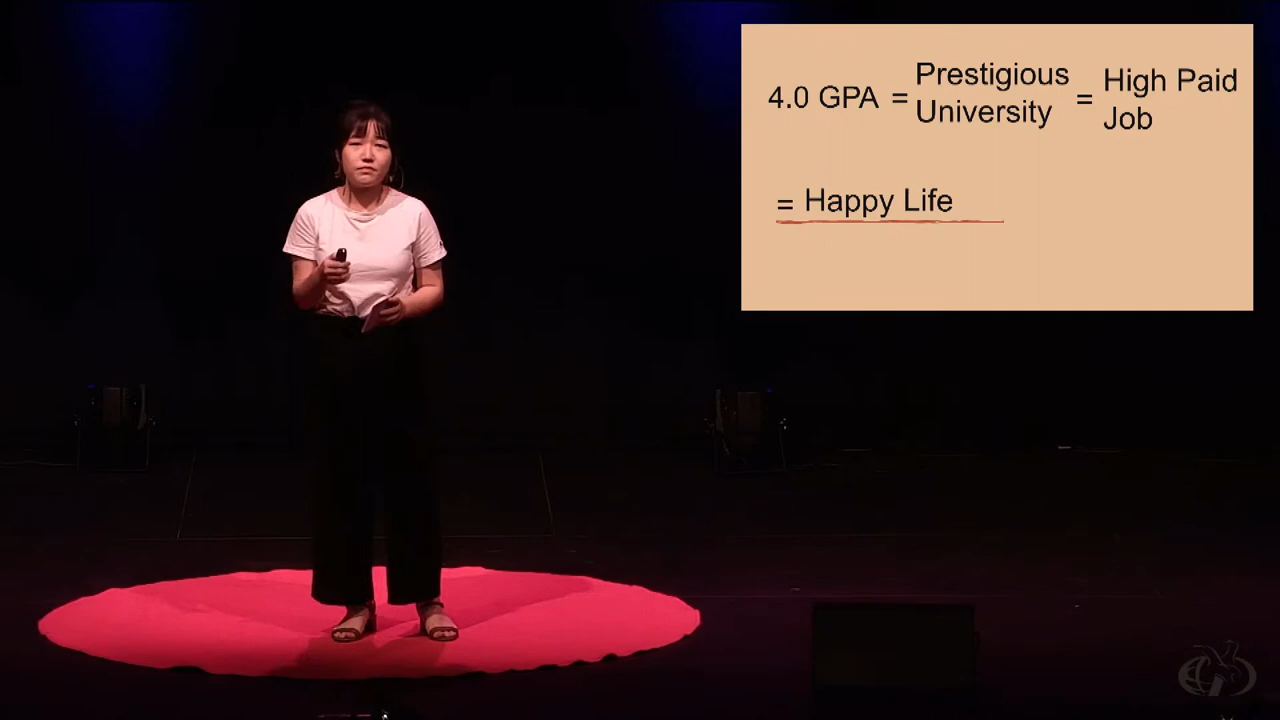 4.0 GPA = Prestigious University = High Paid Job
= Happy Life